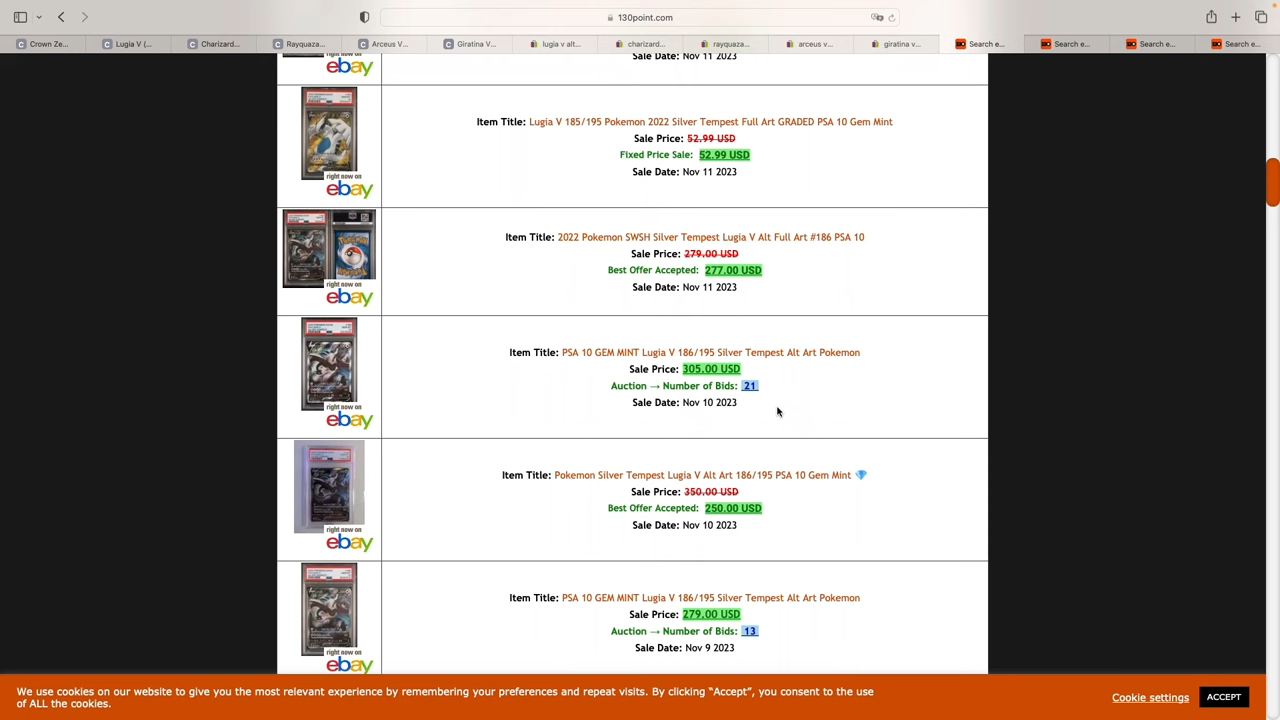 130point.com
Crown Ze...
Lugia V (...
Charizard...
Rayquaza...
Arceus V...
Giratina V...
lugia v alt...
charizard...
rayquaza...
arceus v...
giratina v...
Search e...
Search e...
Search e...
Search e...
right now on
ebay
Sale Date: Nov 11 2023
Item Title: Lugia V 185/195 Pokemon 2022 Silver Tempest Full Art GRADED PSA 10 Gem Mint
Sale Price: 52.99 USD
Fixed Price Sale: 52.99 USD
Sale Date: Nov 11 2023
right now on
ebay
Item Title: 2022 Pokemon SWSH Silver Tempest Lugia V Alt Full Art #186 PSA 10
Sale Price: 279.00 USD
Best Offer Accepted: 277.00 USD
Sale Date: Nov 11 2023
right now on
ebay
Item Title: PSA 10 GEM MINT Lugia V 186/195 Silver Tempest Alt Art Pokemon
Sale Price: 305.00 USD
Auction → Number of Bids: 21
Sale Date: Nov 10 2023
right now on
ebay
Item Title: Pokemon Silver Tempest Lugia V Alt Art 186/195 PSA 10 Gem Mint 💎
Sale Price: 350.00 USD
Best Offer Accepted: 250.00 USD
Sale Date: Nov 10 2023
right now on
ebay
Item Title: PSA 10 GEM MINT Lugia V 186/195 Silver Tempest Alt Art Pokemon
Sale Price: 279.00 USD
Auction → Number of Bids: 13
Sale Date: Nov 9 2023
right now on
ebay
We use cookies on our website to give you the most relevant experience by remembering your preferences and repeat visits. By clicking “Accept”, you consent to the use
of ALL the cookies.
Cookie settings
ACCEPT